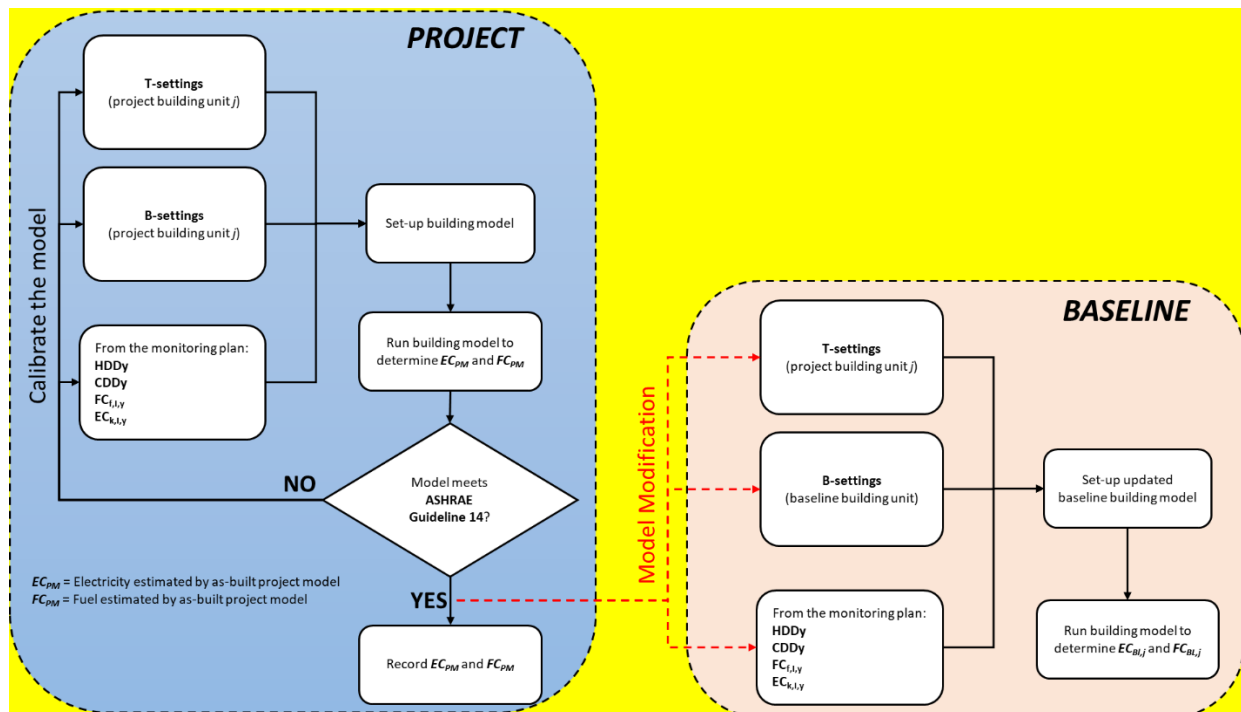 PROJECT
Calibrate the model
T-settings
(project building unit j)
B-settings
(project building unit j)
From the monitoring plan:
HDDy
CDDy
FCf,I,y
ECk,I,y
Set-up building model
Run building model to
determine ECPM and FCPM
Model meets
ASHRAE
Guideline 14?
NO
YES
Record ECPM and FCPM
ECPM = Electricity estimated by as-built project model
FCPM = Fuel estimated by as-built project model
Model Modification
BASELINE
T-settings
(project building unit j)
B-settings
(baseline building unit)
From the monitoring plan:
HDDy
CDDy
FCf,I,y
ECk,I,y
Set-up updated
baseline building model
Run building model to
determine ECBL,j and FCBL,j